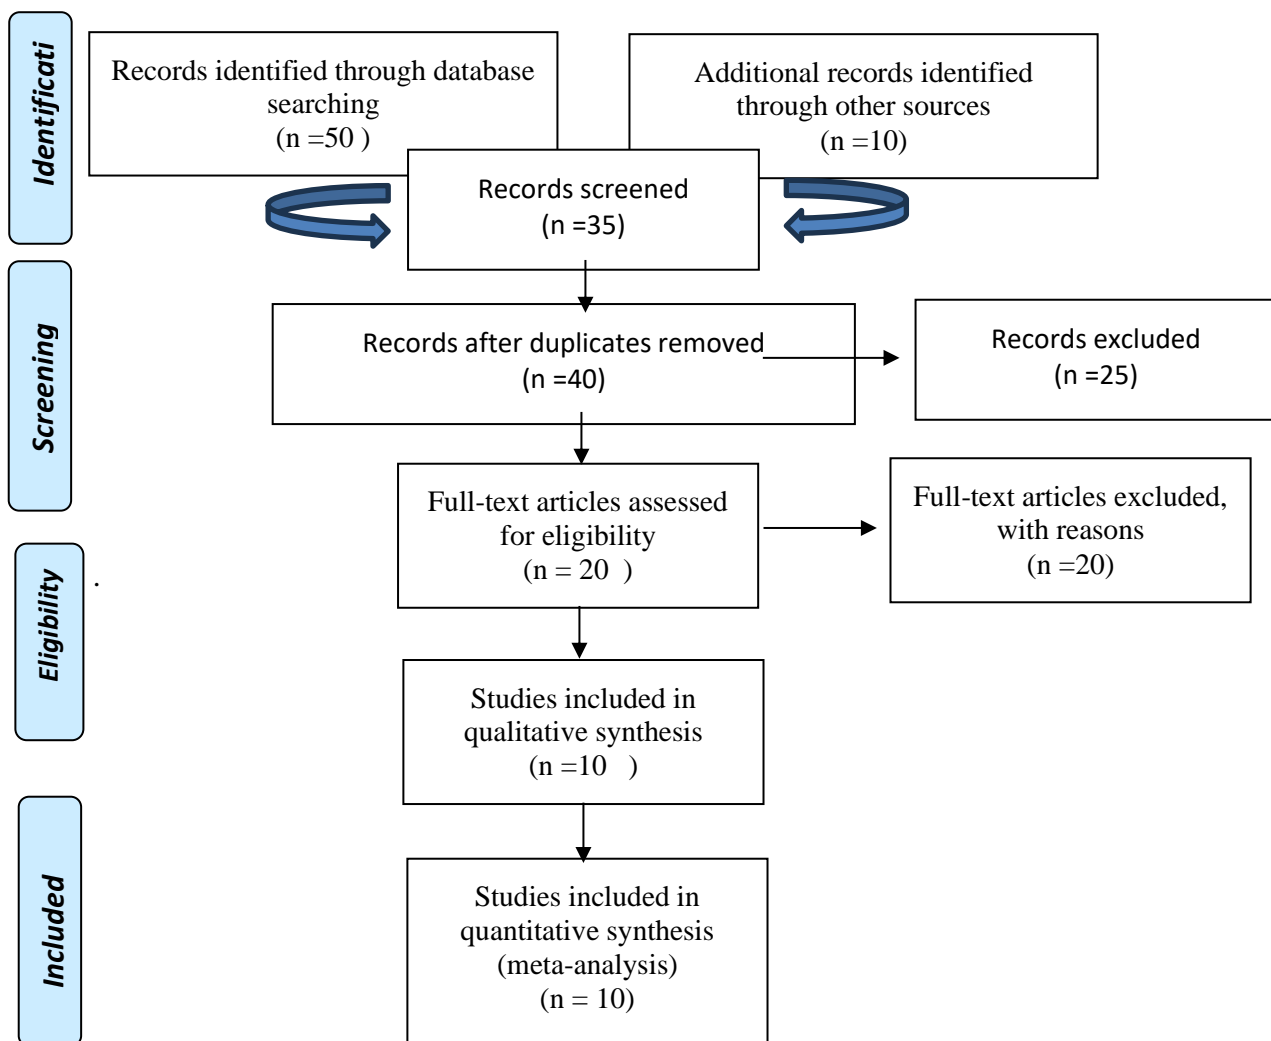 Identificati
Records identified through database
searching
(n =50 )
Additional records identified
through other sources
(n =10)
Records screened
(n =35)
Screening
Records after duplicates removed
(n =40)
Records excluded
(n =25)
Full-text articles assessed
for eligibility
(n = 20 )
Full-text articles excluded,
with reasons
(n =20)
Eligibility
.
Studies included in
qualitative synthesis
(n =10 )
Included
Studies included in
quantitative synthesis
(meta-analysis)
(n = 10)